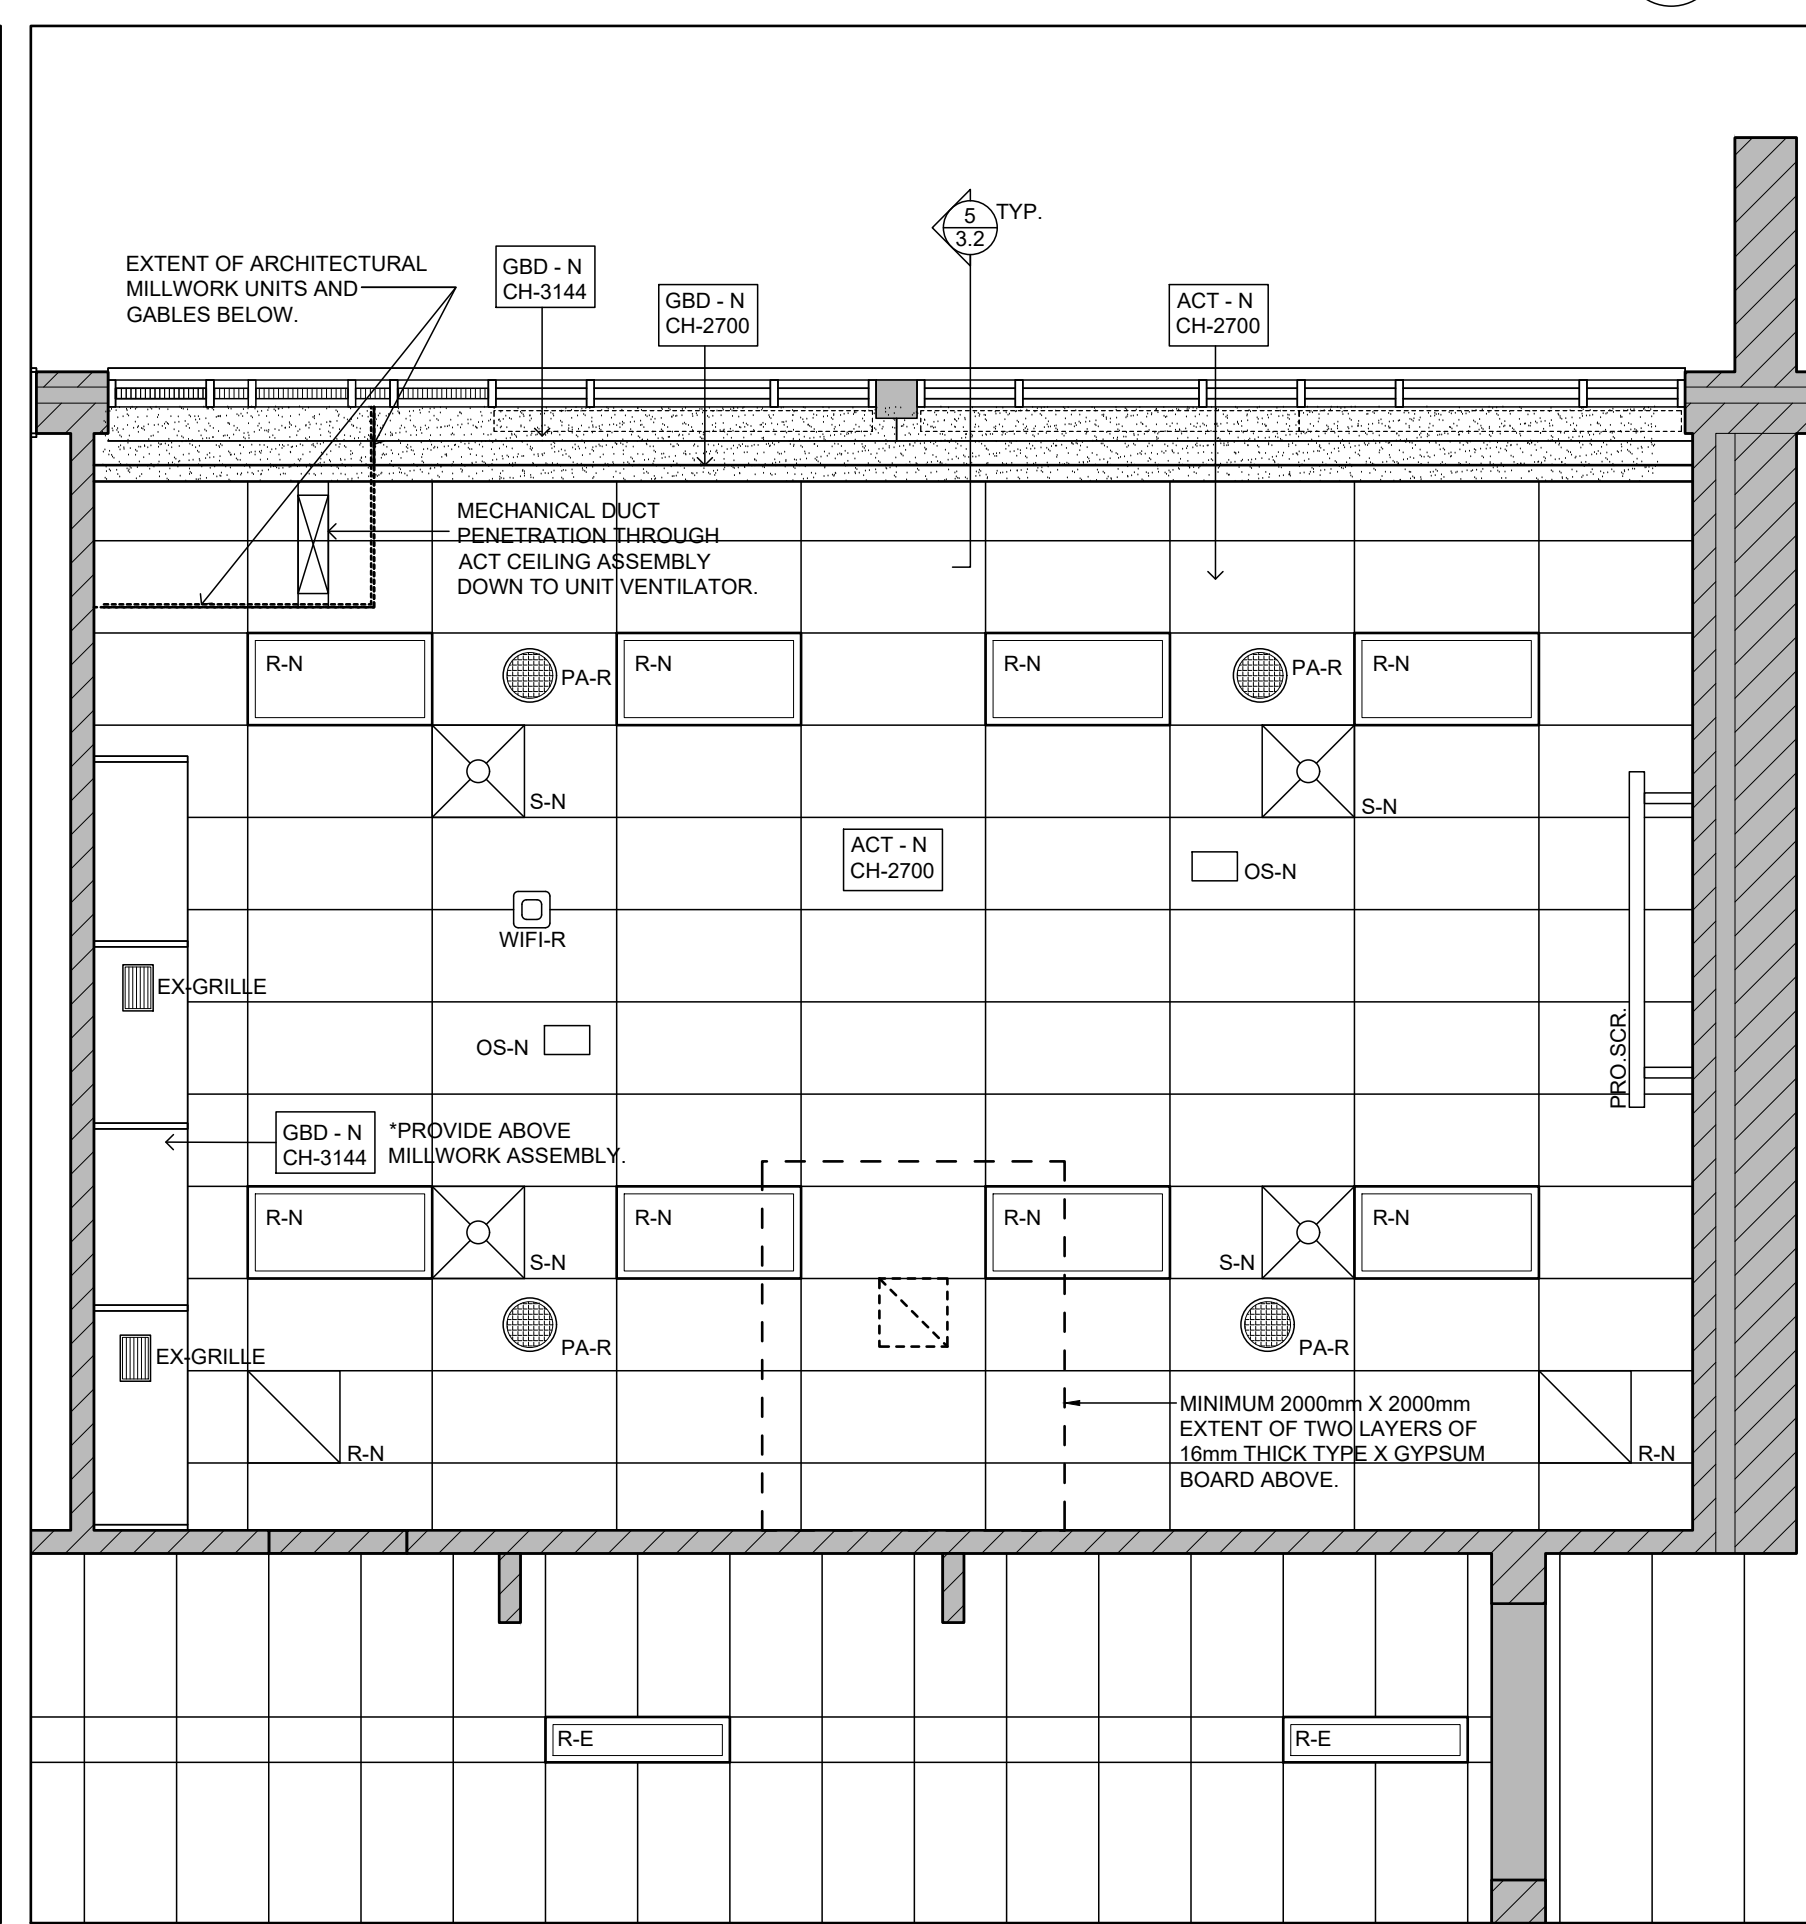 5
3.2
TYP.
EXTENT OF ARCHITECTURAL
MILLWORK UNITS AND
GABLES BELOW.
GBD - N
CH-3144
GBD - N
CH-2700
ACT - N
CH-2700
MECHANICAL DUCT
PENETRATION THROUGH
ACT CEILING ASSEMBLY
DOWN TO UNIT VENTILATOR.
R-N
PA-R
R-N
R-N
PA-R
R-N
S-N
S-N
ACT - N
CH-2700
OS-N
WIFI-R
EX-GRILLE
OS-N
PRO.SCR.
GBD - N
CH-3144
*PROVIDE ABOVE
MILLWORK ASSEMBLY.
R-N
S-N
R-N
R-N
S-N
R-N
PA-R
PA-R
EX-GRILLE
R-N
MINIMUM 2000mm X 2000mm
EXTENT OF TWO LAYERS OF
16mm THICK TYPE X GYPSUM
BOARD ABOVE.
R-N
R-E
R-E